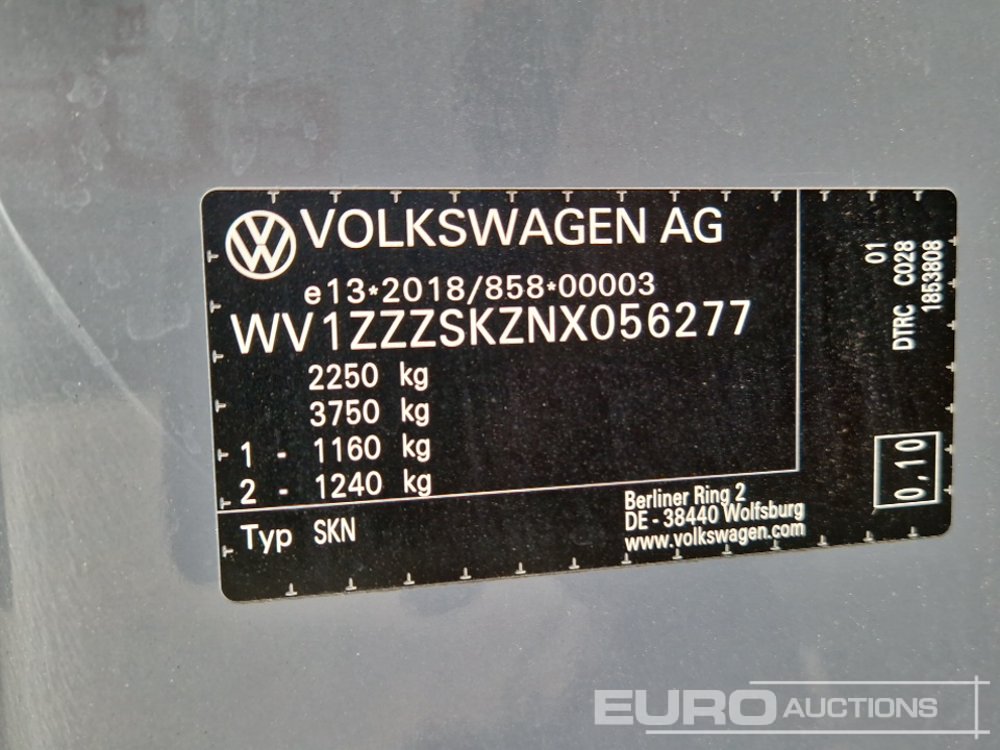 VOLKSWAGEN AG
e13*2018/858*00003
WV1ZZZSKZNX056277
2250 kg
3750 kg
1 - 1160 kg
2 - 1240 kg
Typ SKN
Berliner Ring 2
DE - 38440 Wolfsburg
www.volkswagen.com
01
DTRC C028
1853808
0,10
EURO AUCTIONS